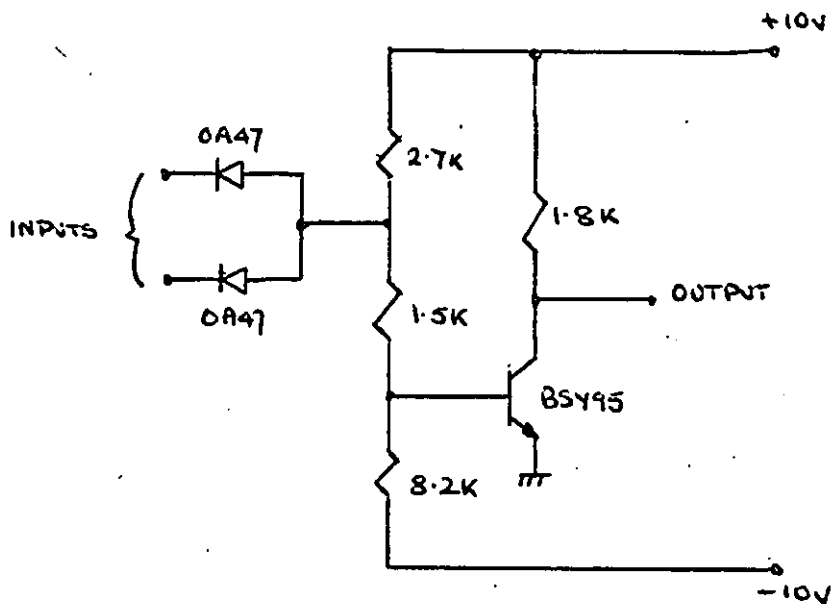 +10V
OA47
2.7K
1.8K
INPUTS
OA47
1.5K
OUTPUT
BSY95
8.2K
-10V